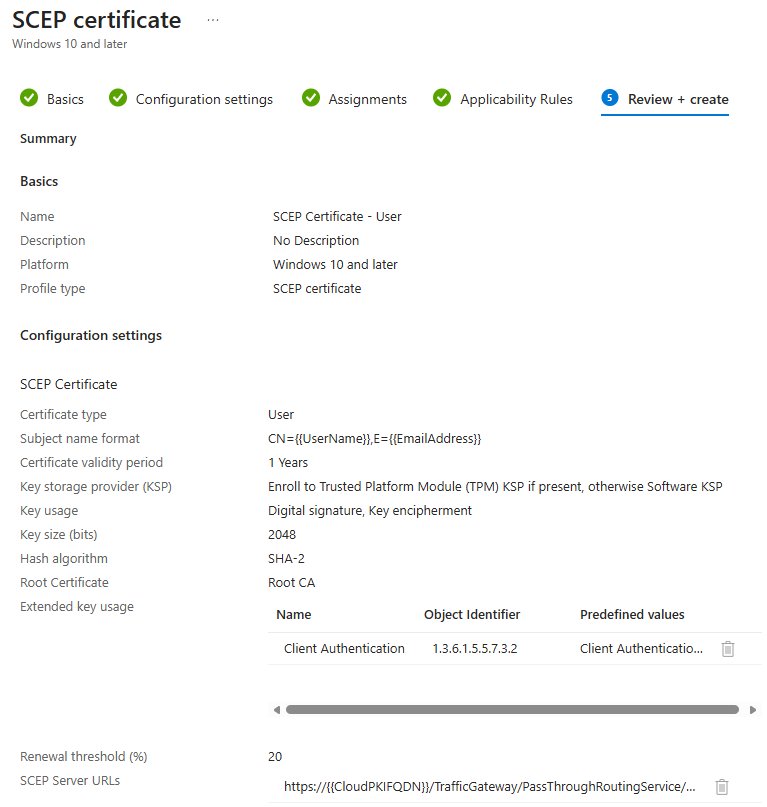 SCEP certificate ...
Windows 10 and later
Basics Configuration settings Assignments Applicability Rules 5 Review + create
Summary
Basics
Name SCEP Certificate - User
Description No Description
Platform Windows 10 and later
Profile type SCEP certificate
Configuration settings
SCEP Certificate
Certificate type User
Subject name format CN={{UserName}},E={{EmailAddress}}
Certificate validity period 1 Years
Key storage provider (KSP) Enroll to Trusted Platform Module (TPM) KSP if present, otherwise Software KSP
Key usage Digital signature, Key encipherment
Key size (bits) 2048
Hash algorithm SHA-2
Root Certificate Root CA
Extended key usage
Name Object Identifier Predefined values
Client Authentication 1.3.6.1.5.5.7.3.2 Client Authenticatio...
Renewal threshold (%) 20
SCEP Server URLs
https://{{CloudPKIFQDN}}/TrafficGateway/PassThroughRoutingService/...